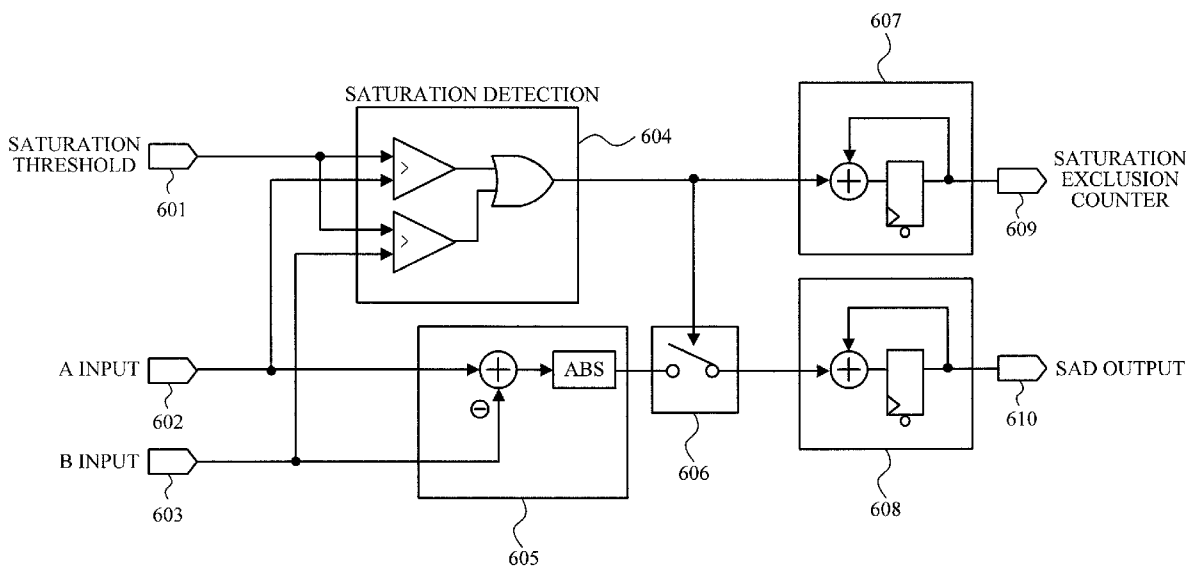 607
SATURATION DETECTION
604
SATURATION
THRESHOLD
601
>
>
SATURATION
EXCLUSION
COUNTER
609
A INPUT
602
ABS
SAD OUTPUT
610
B INPUT
603
606
608
605